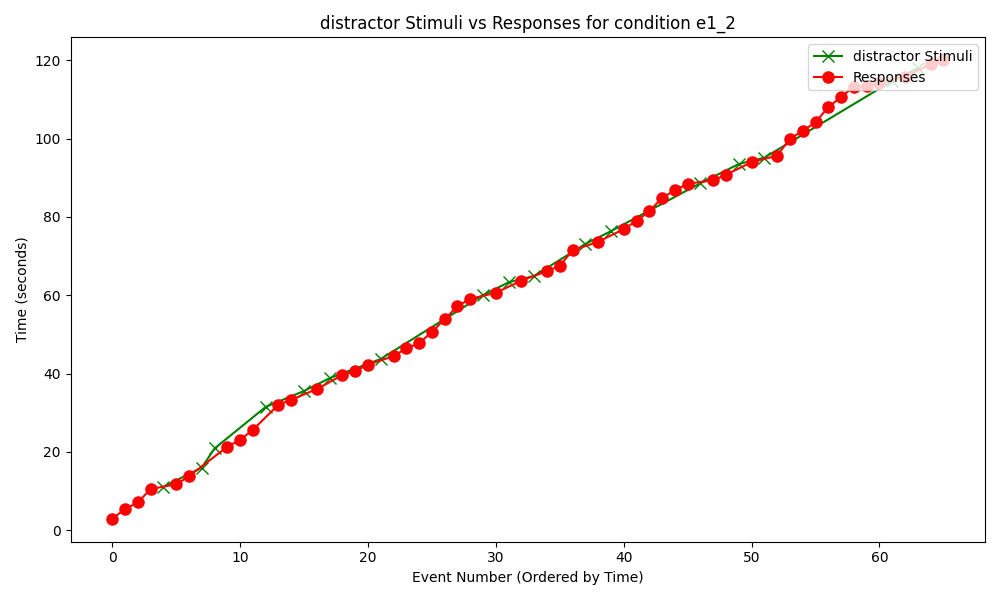 distractor Stimuli vs Responses for condition e1_2
distractor Stimuli
Responses
Time (seconds)
120
100
80
60
40
20
0
0 10 20 30 40 50 60
Event Number (Ordered by Time)